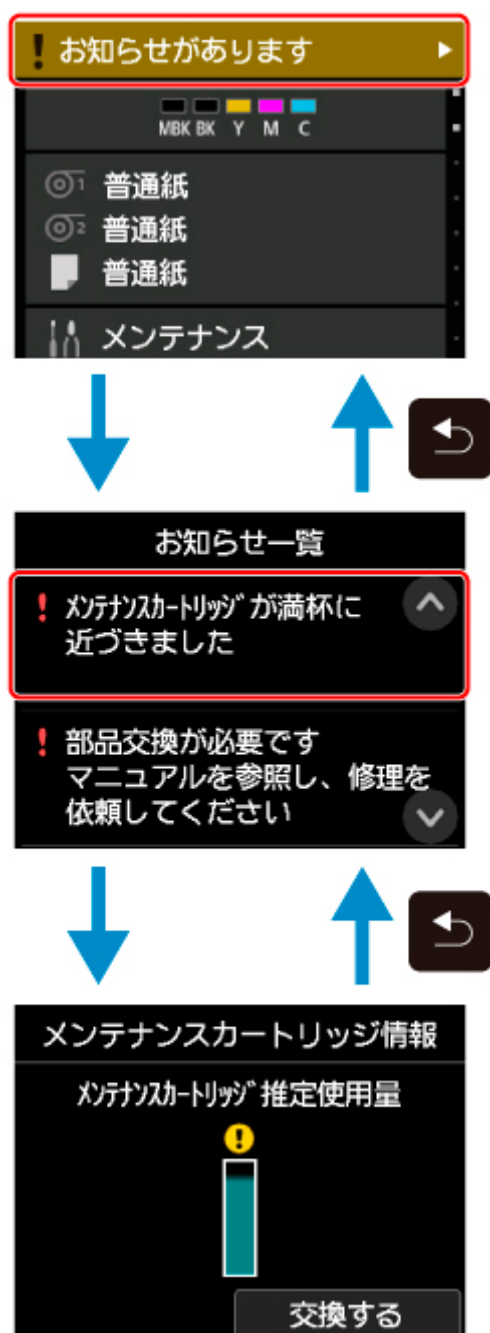 お知らせがあります
MBK BK Y M C
1 普通紙
2 普通紙
普通紙
メンテナンス
お知らせ一覧
ﾒﾝﾃﾅﾝｽｶｰﾄﾘｯｼﾞが満杯に
近づきました
部品交換が必要です
マニュアルを参照し、修理を
依頼してください
メンテナンスカートリッジ情報
ﾒﾝﾃﾅﾝｽｶｰﾄﾘｯｼﾞ推定使用量
交換する